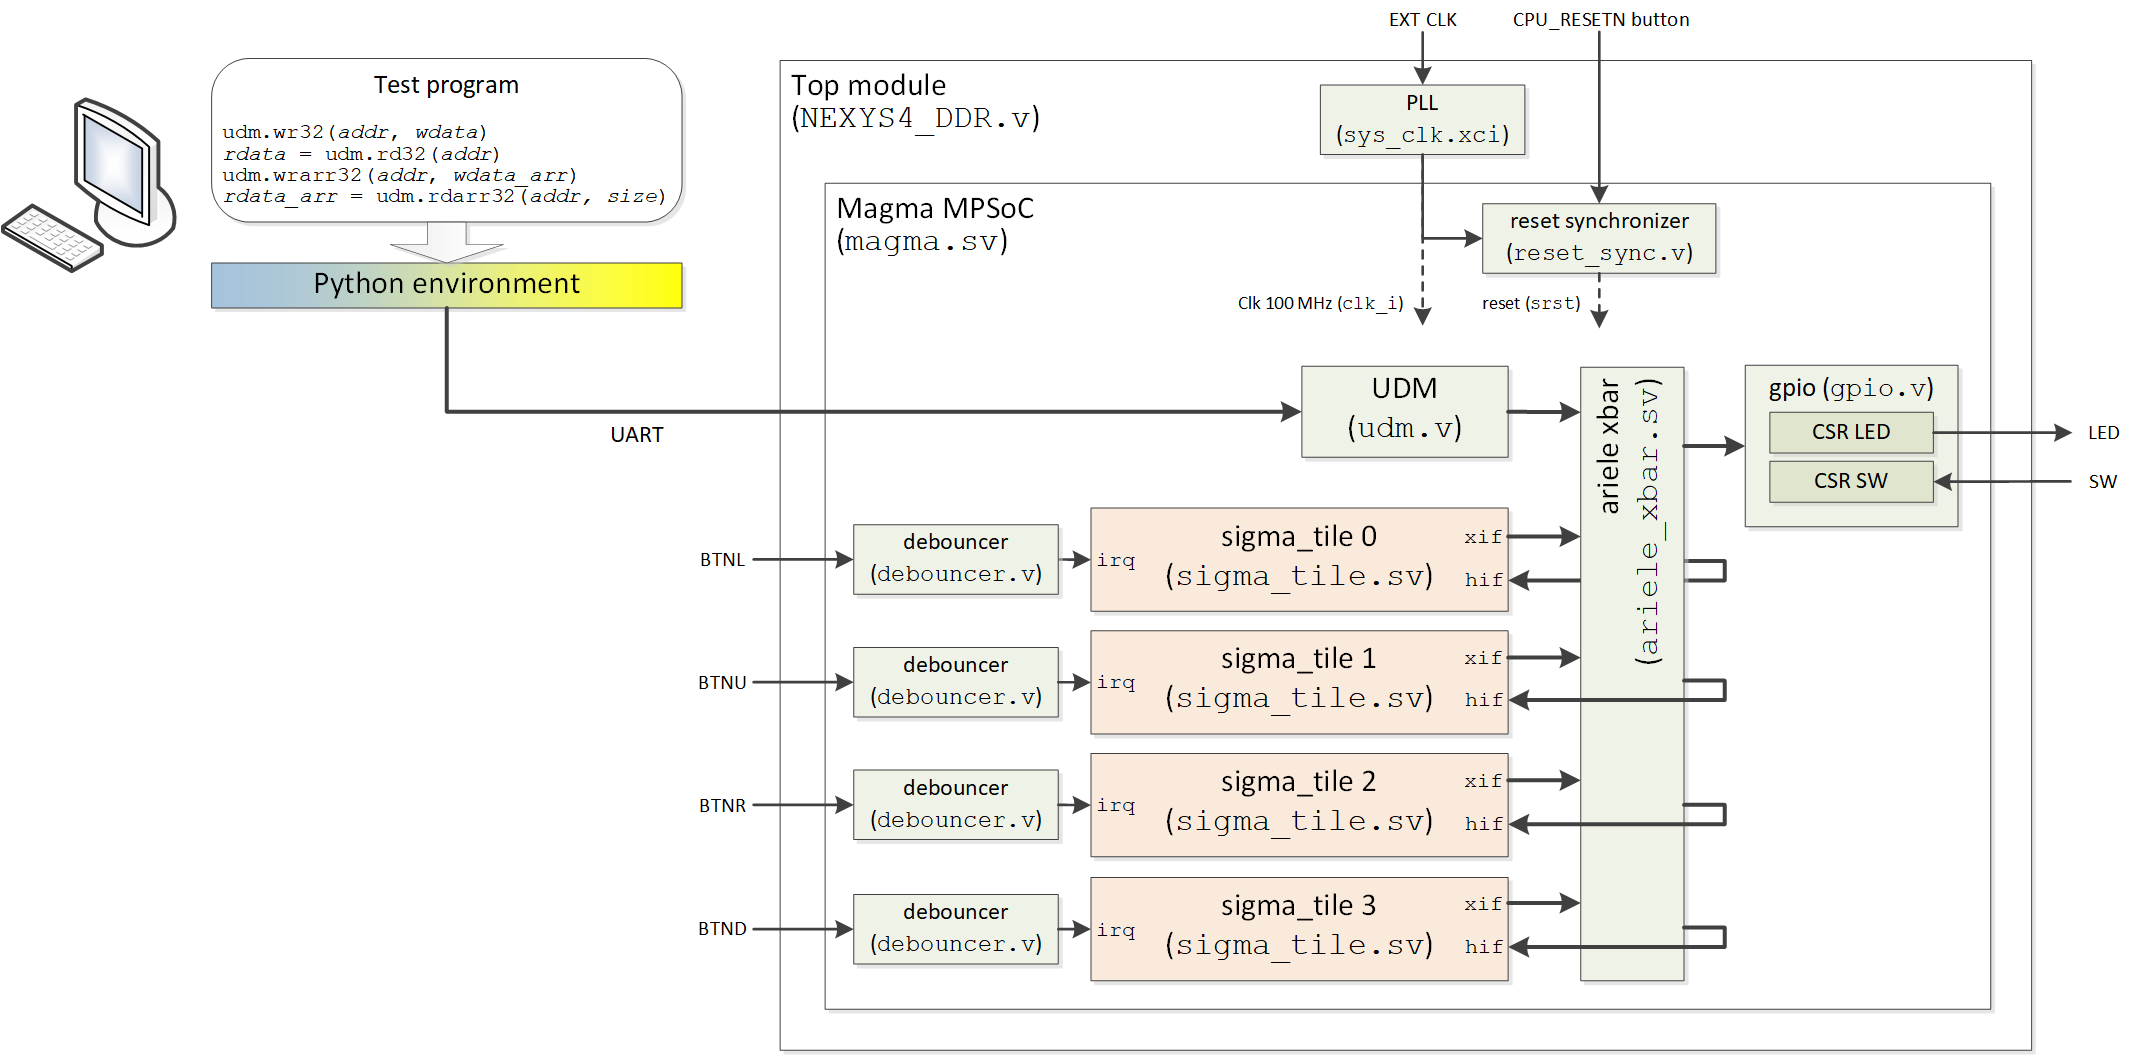 EXT CLK
CPU_RESETN button
Test program
udm.wr32(addr, wdata)
rdata = udm.rd32(addr)
udm.wrarr32(addr, wdata_arr)
rdata_arr = udm.rdarr32(addr, size)
Python environment
UART
Top module
(NEXYS4_DDR.v)
PLL
(sys_clk.xci)
Magma MPSoC
(magma.sv)
reset synchronizer
(reset_sync.v)
Clk 100 MHz (clk_i)
reset (srst)
UDM
(udm.v)
ariele xbar
(ariele_xbar.sv)
gpio (gpio.v)
CSR LED
CSR SW
LED
SW
BTNL
debouncer
(debouncer.v)
irq
sigma_tile 0
(sigma_tile.sv)
xif
hif
BTNU
debouncer
(debouncer.v)
irq
sigma_tile 1
(sigma_tile.sv)
xif
hif
BTNR
debouncer
(debouncer.v)
irq
sigma_tile 2
(sigma_tile.sv)
xif
hif
BTND
debouncer
(debouncer.v)
irq
sigma_tile 3
(sigma_tile.sv)
xif
hif